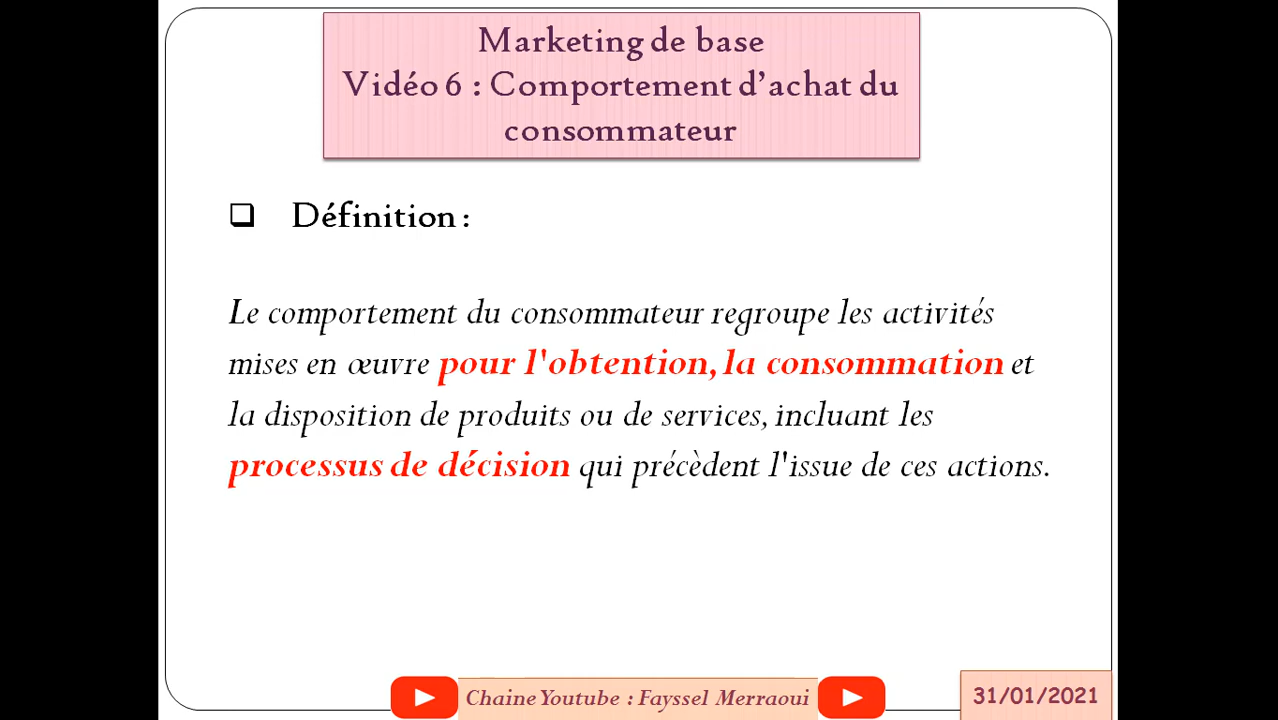 Marketing de base
Vidéo 6 : Comportement d’achat du
consommateur
Définition :
Le comportement du consommateur regroupe les activités
mises en œuvre pour l'obtention, la consommation et
la disposition de produits ou de services, incluant les
processus de décision qui précèdent l'issue de ces actions.
Chaine Youtube : Fayssel Merraoui
31/01/2021